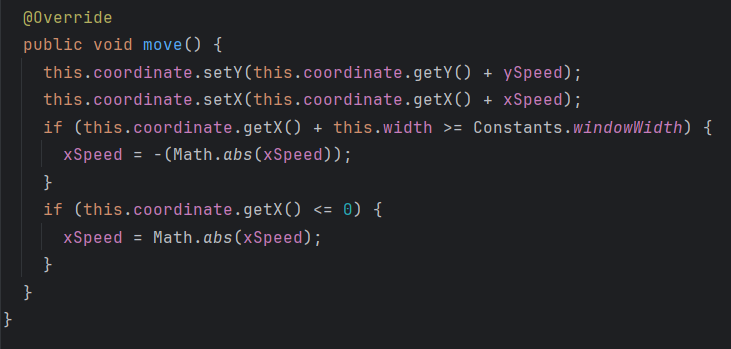 @Override
public void move() {
this.coordinate.setY(this.coordinate.getY() + ySpeed);
this.coordinate.setX(this.coordinate.getX() + xSpeed);
if (this.coordinate.getX() + this.width >= Constants.windowWidth) {
xSpeed = -(Math.abs(xSpeed));
}
if (this.coordinate.getX() <= 0) {
xSpeed = Math.abs(xSpeed);
}
}
}